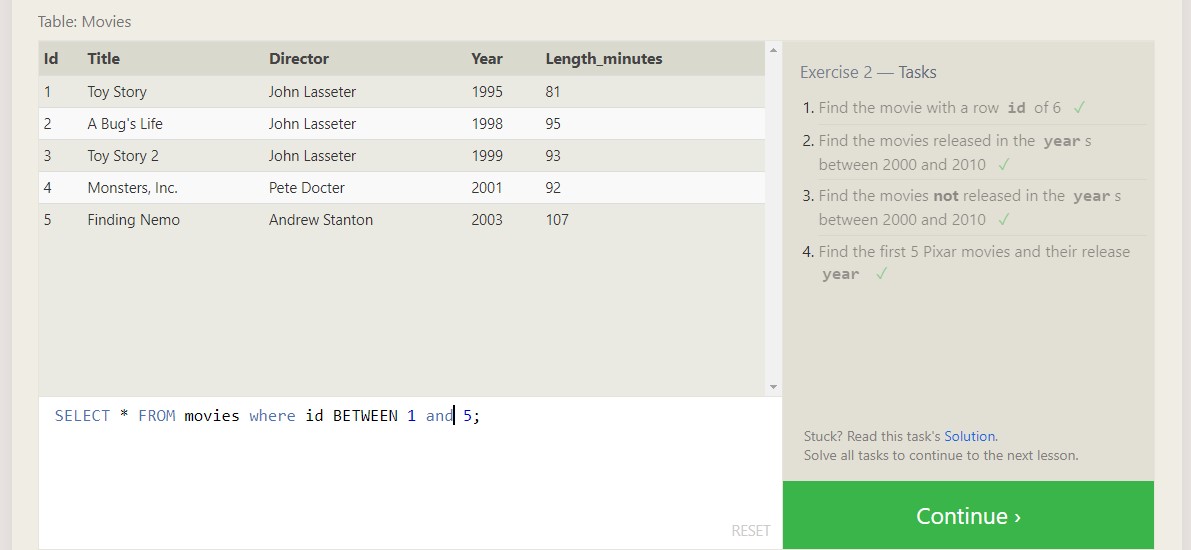 Table: Movies
Id Title Director Year Length_minutes
1 Toy Story John Lasseter 1995 81
2 A Bug's Life John Lasseter 1998 95
3 Toy Story 2 John Lasseter 1999 93
4 Monsters, Inc. Pete Docter 2001 92
5 Finding Nemo Andrew Stanton 2003 107
SELECT * FROM movies where id BETWEEN 1 and 5;
RESET
Exercise 2 — Tasks
1. Find the movie with a row id of 6 ✓
2. Find the movies released in the year s
between 2000 and 2010 ✓
3. Find the movies not released in the year s
between 2000 and 2010 ✓
4. Find the first 5 Pixar movies and their release
year ✓
Stuck? Read this task's Solution.
Solve all tasks to continue to the next lesson.
Continue ›